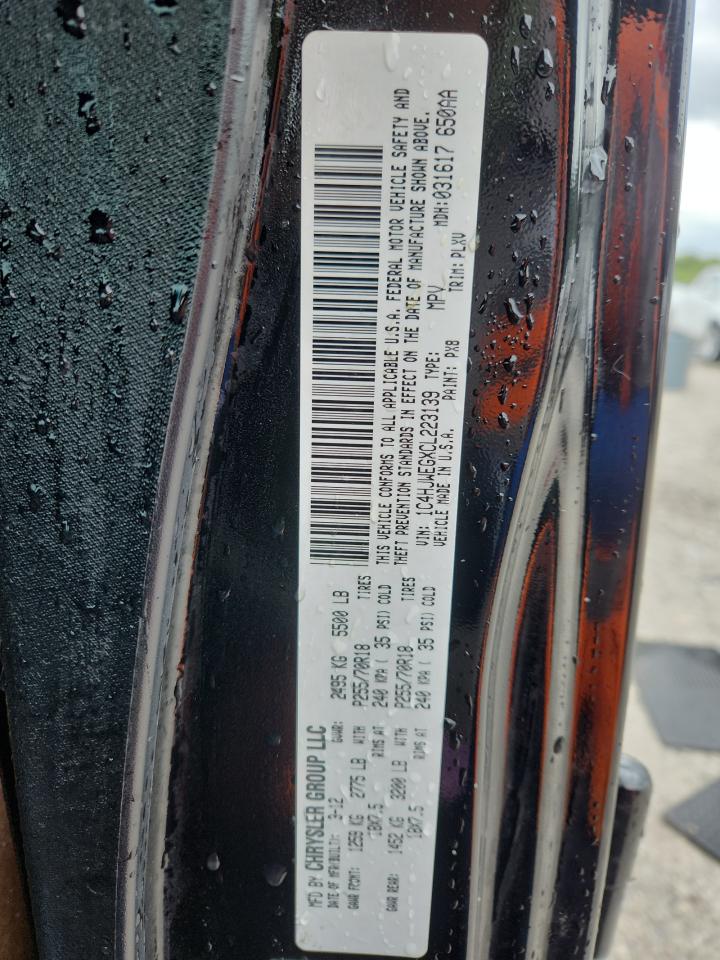 MFD BY CHRYSLER GROUP LLC
DATE OF MFR/BUILT: 3-12 GVWR: 2495 KG 5500 LB
GAWR FRONT: 1259 KG 2775 LB WITH P255/70R18 TIRES
18X7.5 RIMS AT 240 KPA ( 35 PSI) COLD
GAWR REAR: 1452 KG 3200 LB WITH P255/70R18 TIRES
18X7.5 RIMS AT 240 KPA ( 35 PSI) COLD
THIS VEHICLE CONFORMS TO ALL APPLICABLE U.S.A. FEDERAL MOTOR VEHICLE SAFETY AND
THEFT PREVENTION STANDARDS IN EFFECT ON THE DATE OF MANUFACTURE SHOWN ABOVE.
VIN: 1C4HJWEGXCL223139 TYPE: MPV MDH:031617 650AA
VEHICLE MADE IN U.S.A. PAINT: PX8 TRIM: PLXV